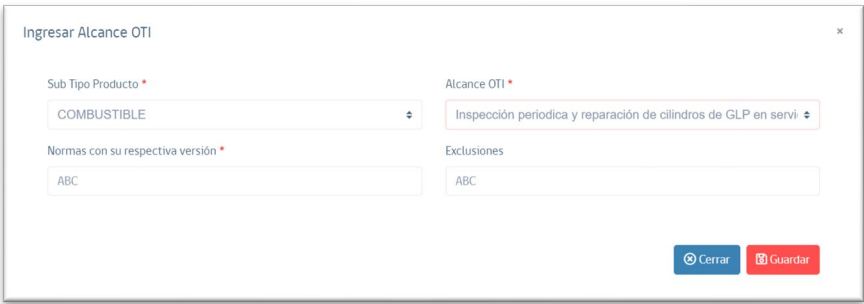 Ingresar Alcance OTI ×
Sub Tipo Producto * Alcance OTI *
COMBUSTIBLE Inspección periodica y reparación de cilindros de GLP en servi
Normas con su respectiva versión * Exclusiones
ABC ABC
Cerrar Guardar